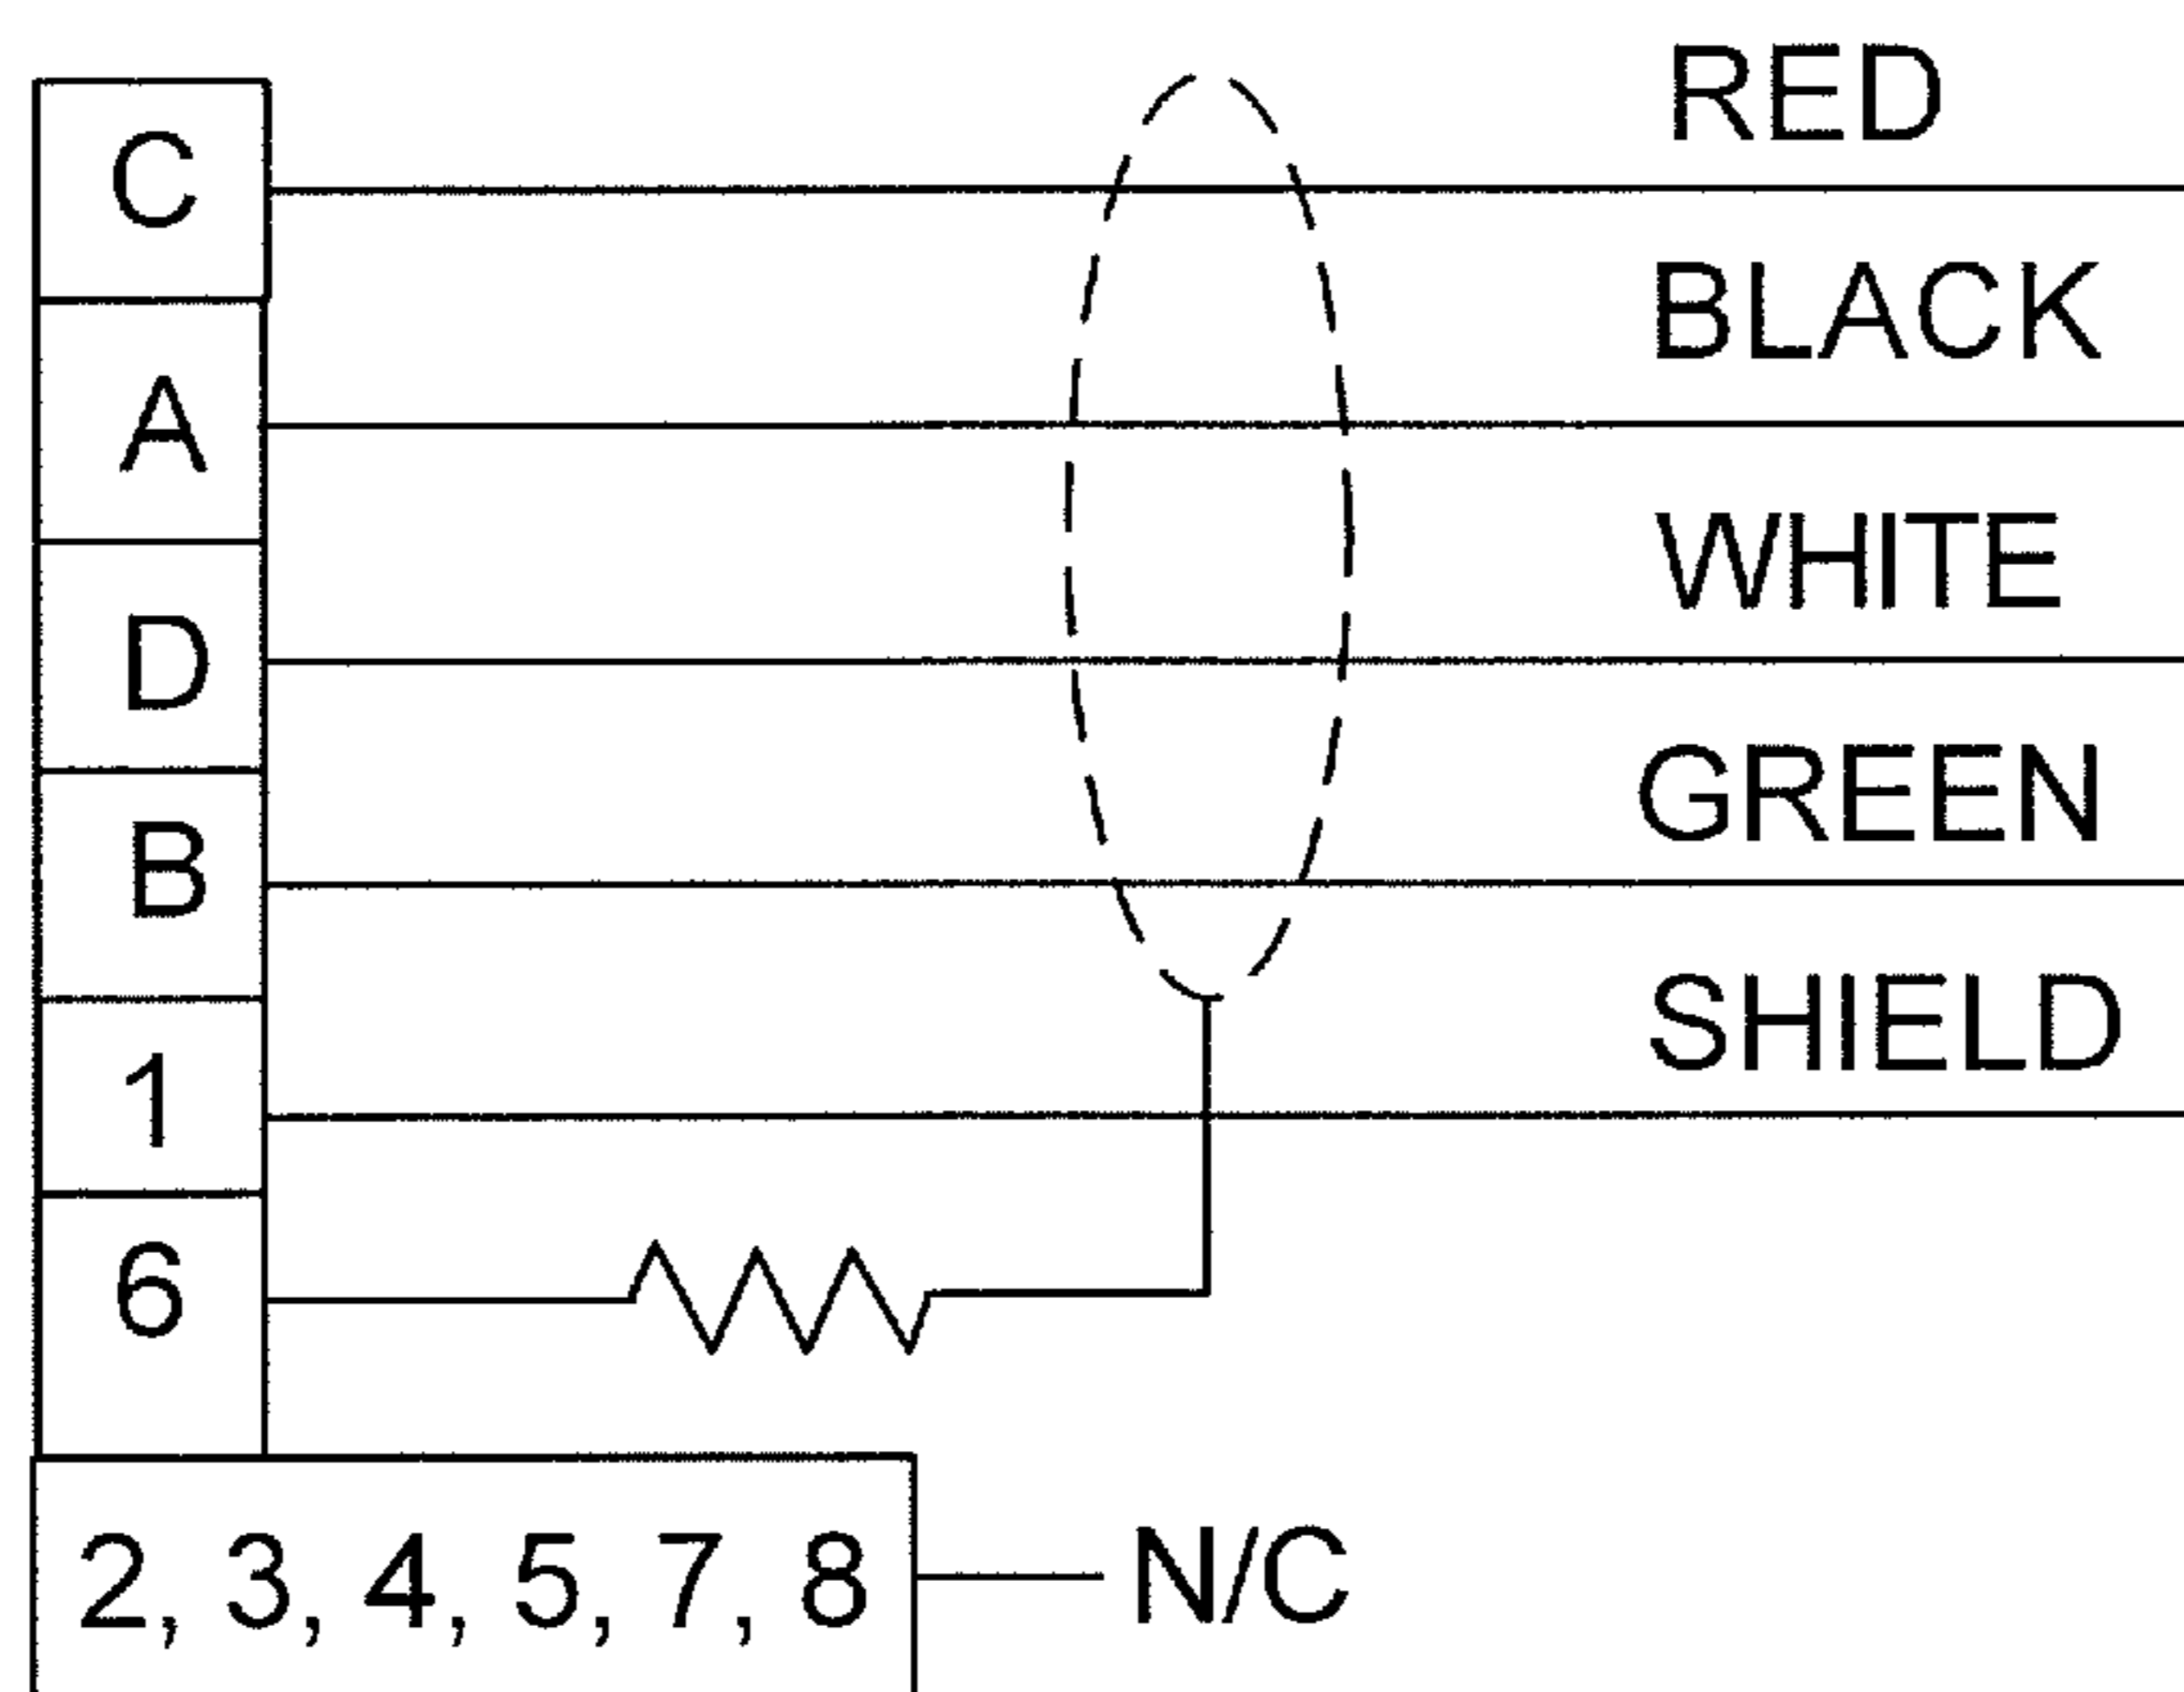 RED
C
BLACK
A
WHITE
D
GREEN
B
SHIELD
1
6
2, 3, 4, 5, 7, 8
N/C